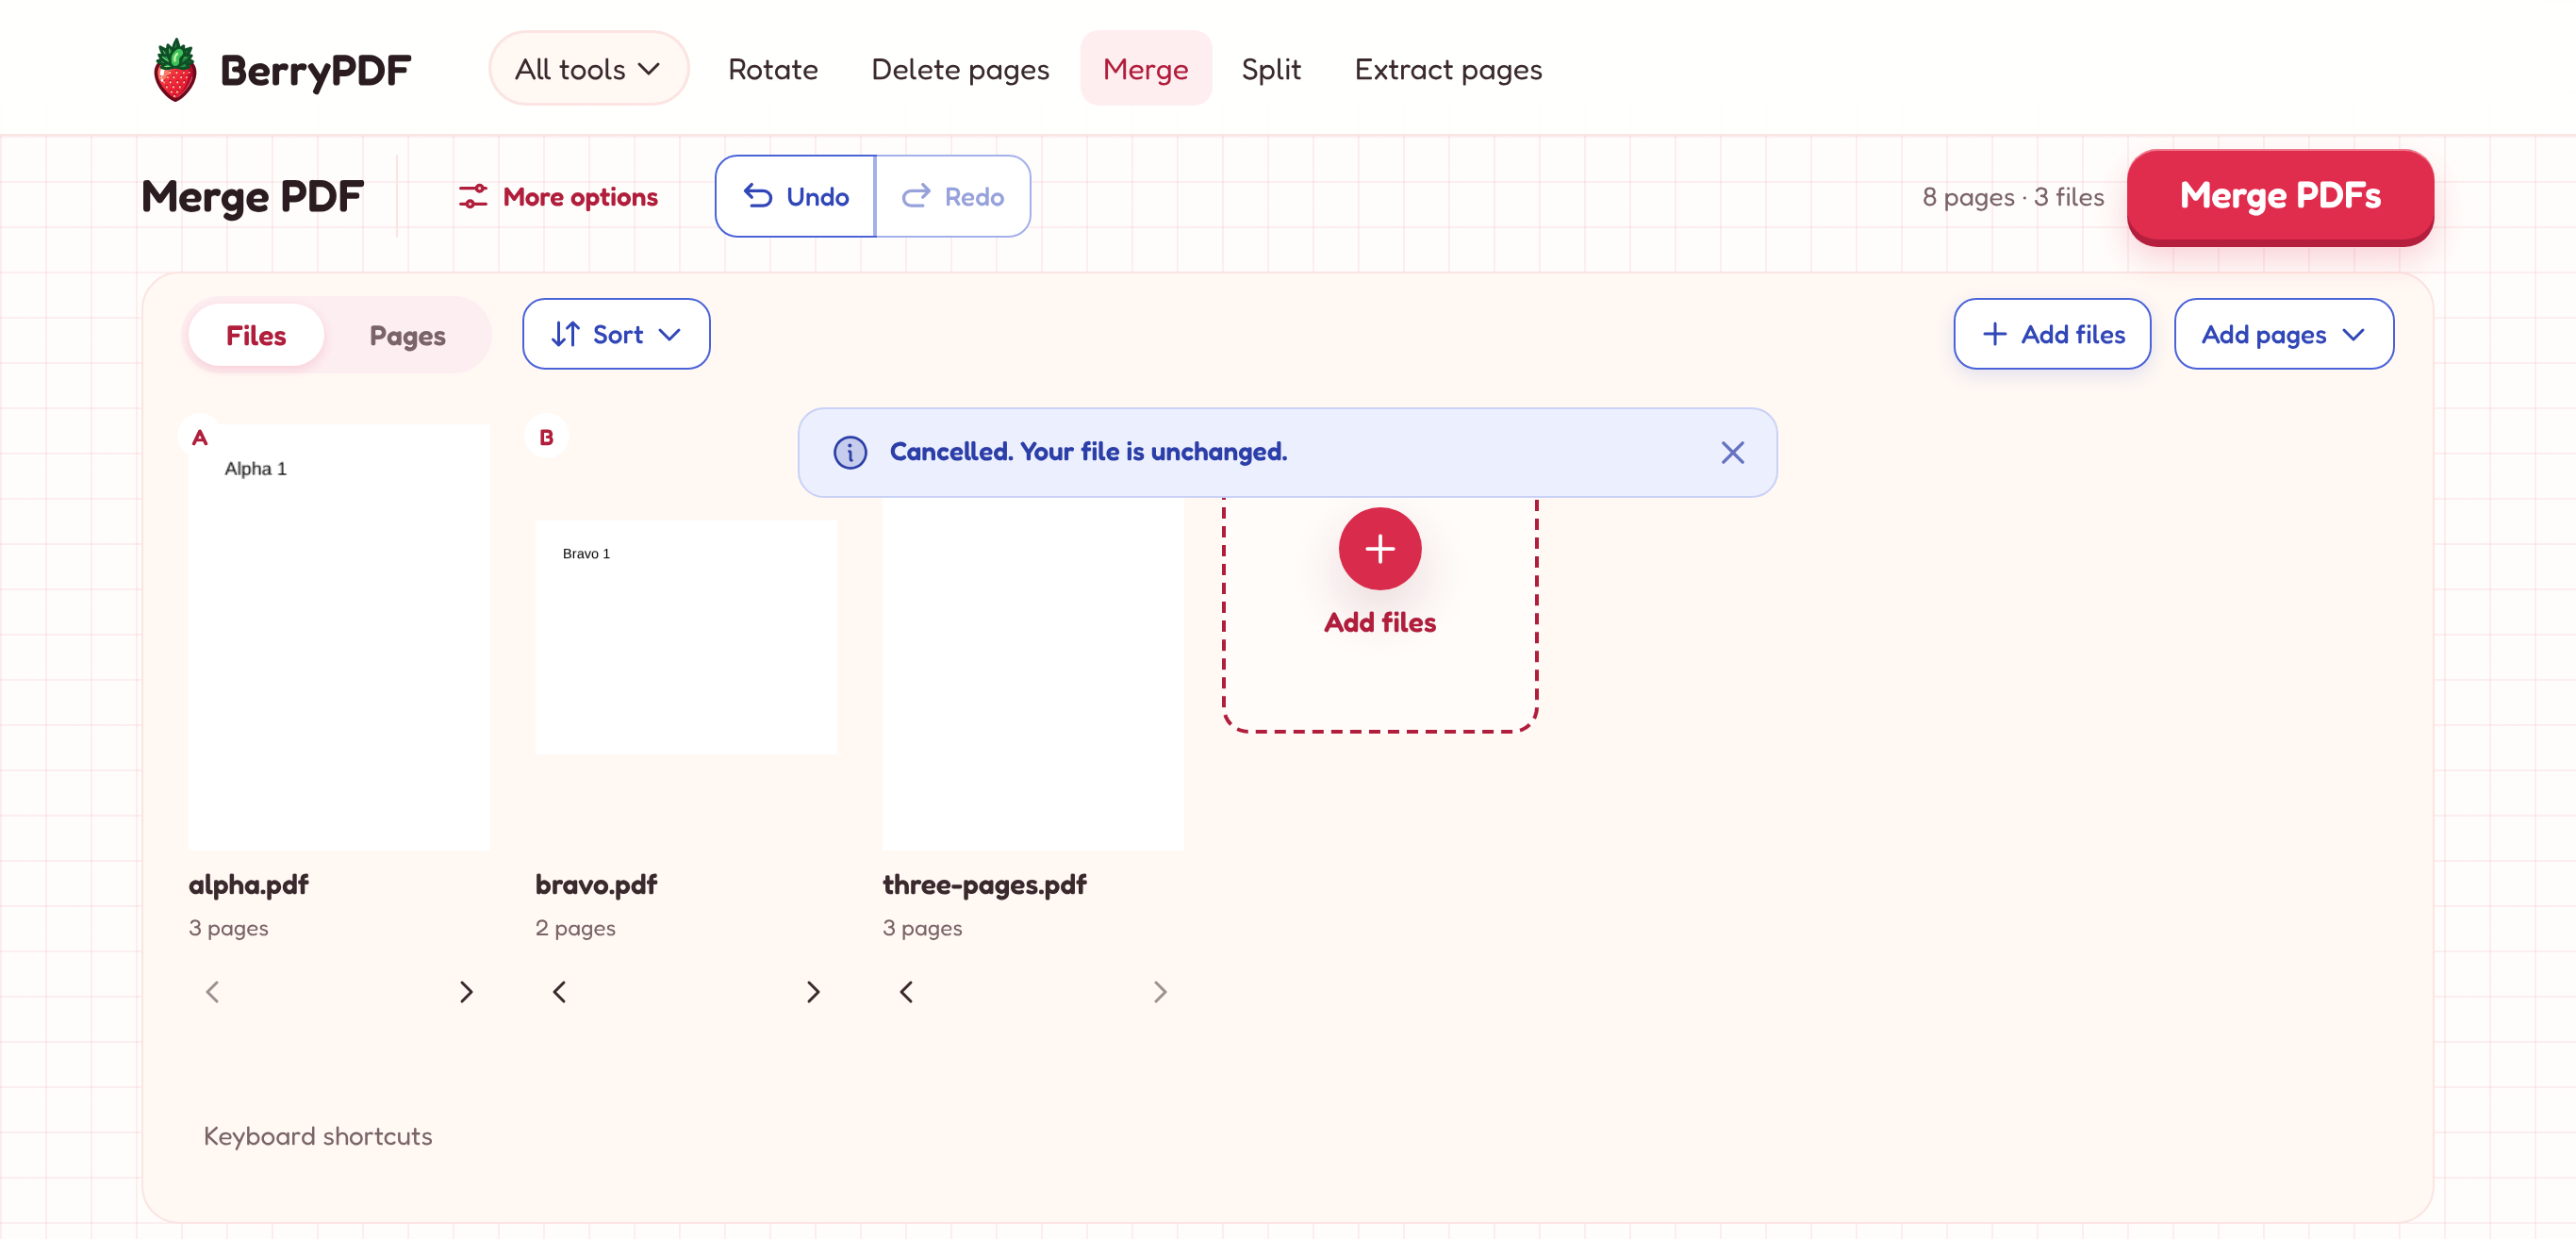 BerryPDF
All tools
Rotate
Delete pages
Merge
Split
Extract pages
Merge PDF
More options
Undo
Redo
8 pages · 3 files
Merge PDFs
Files
Pages
Sort
Add files
Add pages
Cancelled. Your file is unchanged.
A
Alpha 1
B
Bravo 1
Add files
alpha.pdf
3 pages
bravo.pdf
2 pages
three-pages.pdf
3 pages
Keyboard shortcuts